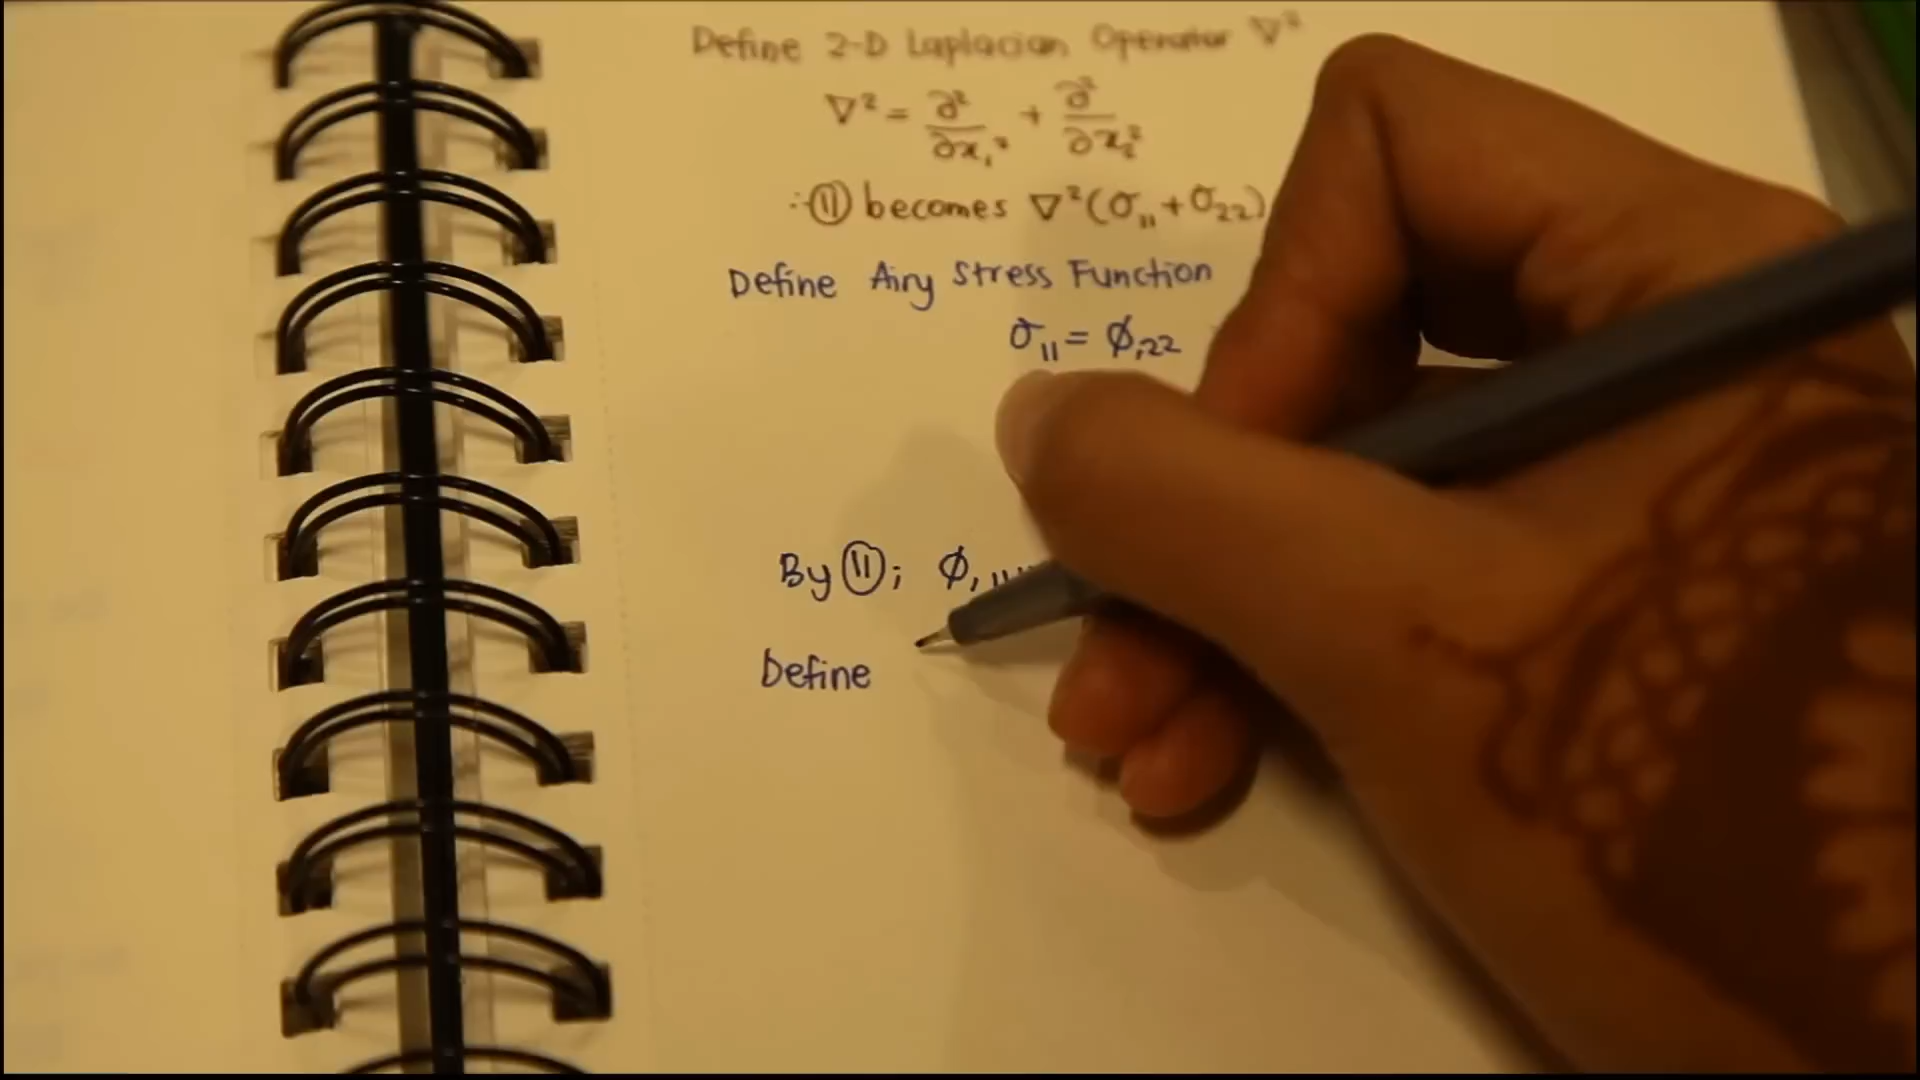 Define 2-D Laplacian Operator ∇²
∇² = ∂²/∂x₁² + ∂²/∂x₂²
∴ ⑪ becomes ∇²(σ₁₁ + σ₂₂)
Define Airy Stress Function
σ₁₁ = ϕ,₂₂
By ⑪; ϕ,₁₁
Define